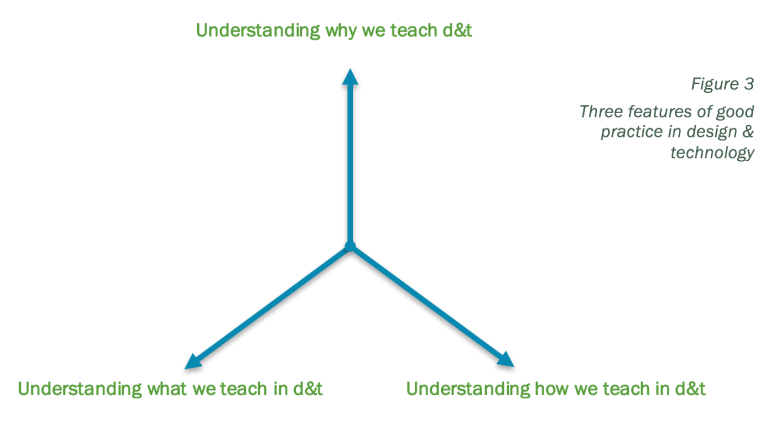 Understanding why we teach d&t
Figure 3
Three features of good
practice in design &
technology
Understanding what we teach in d&t
Understanding how we teach in d&t